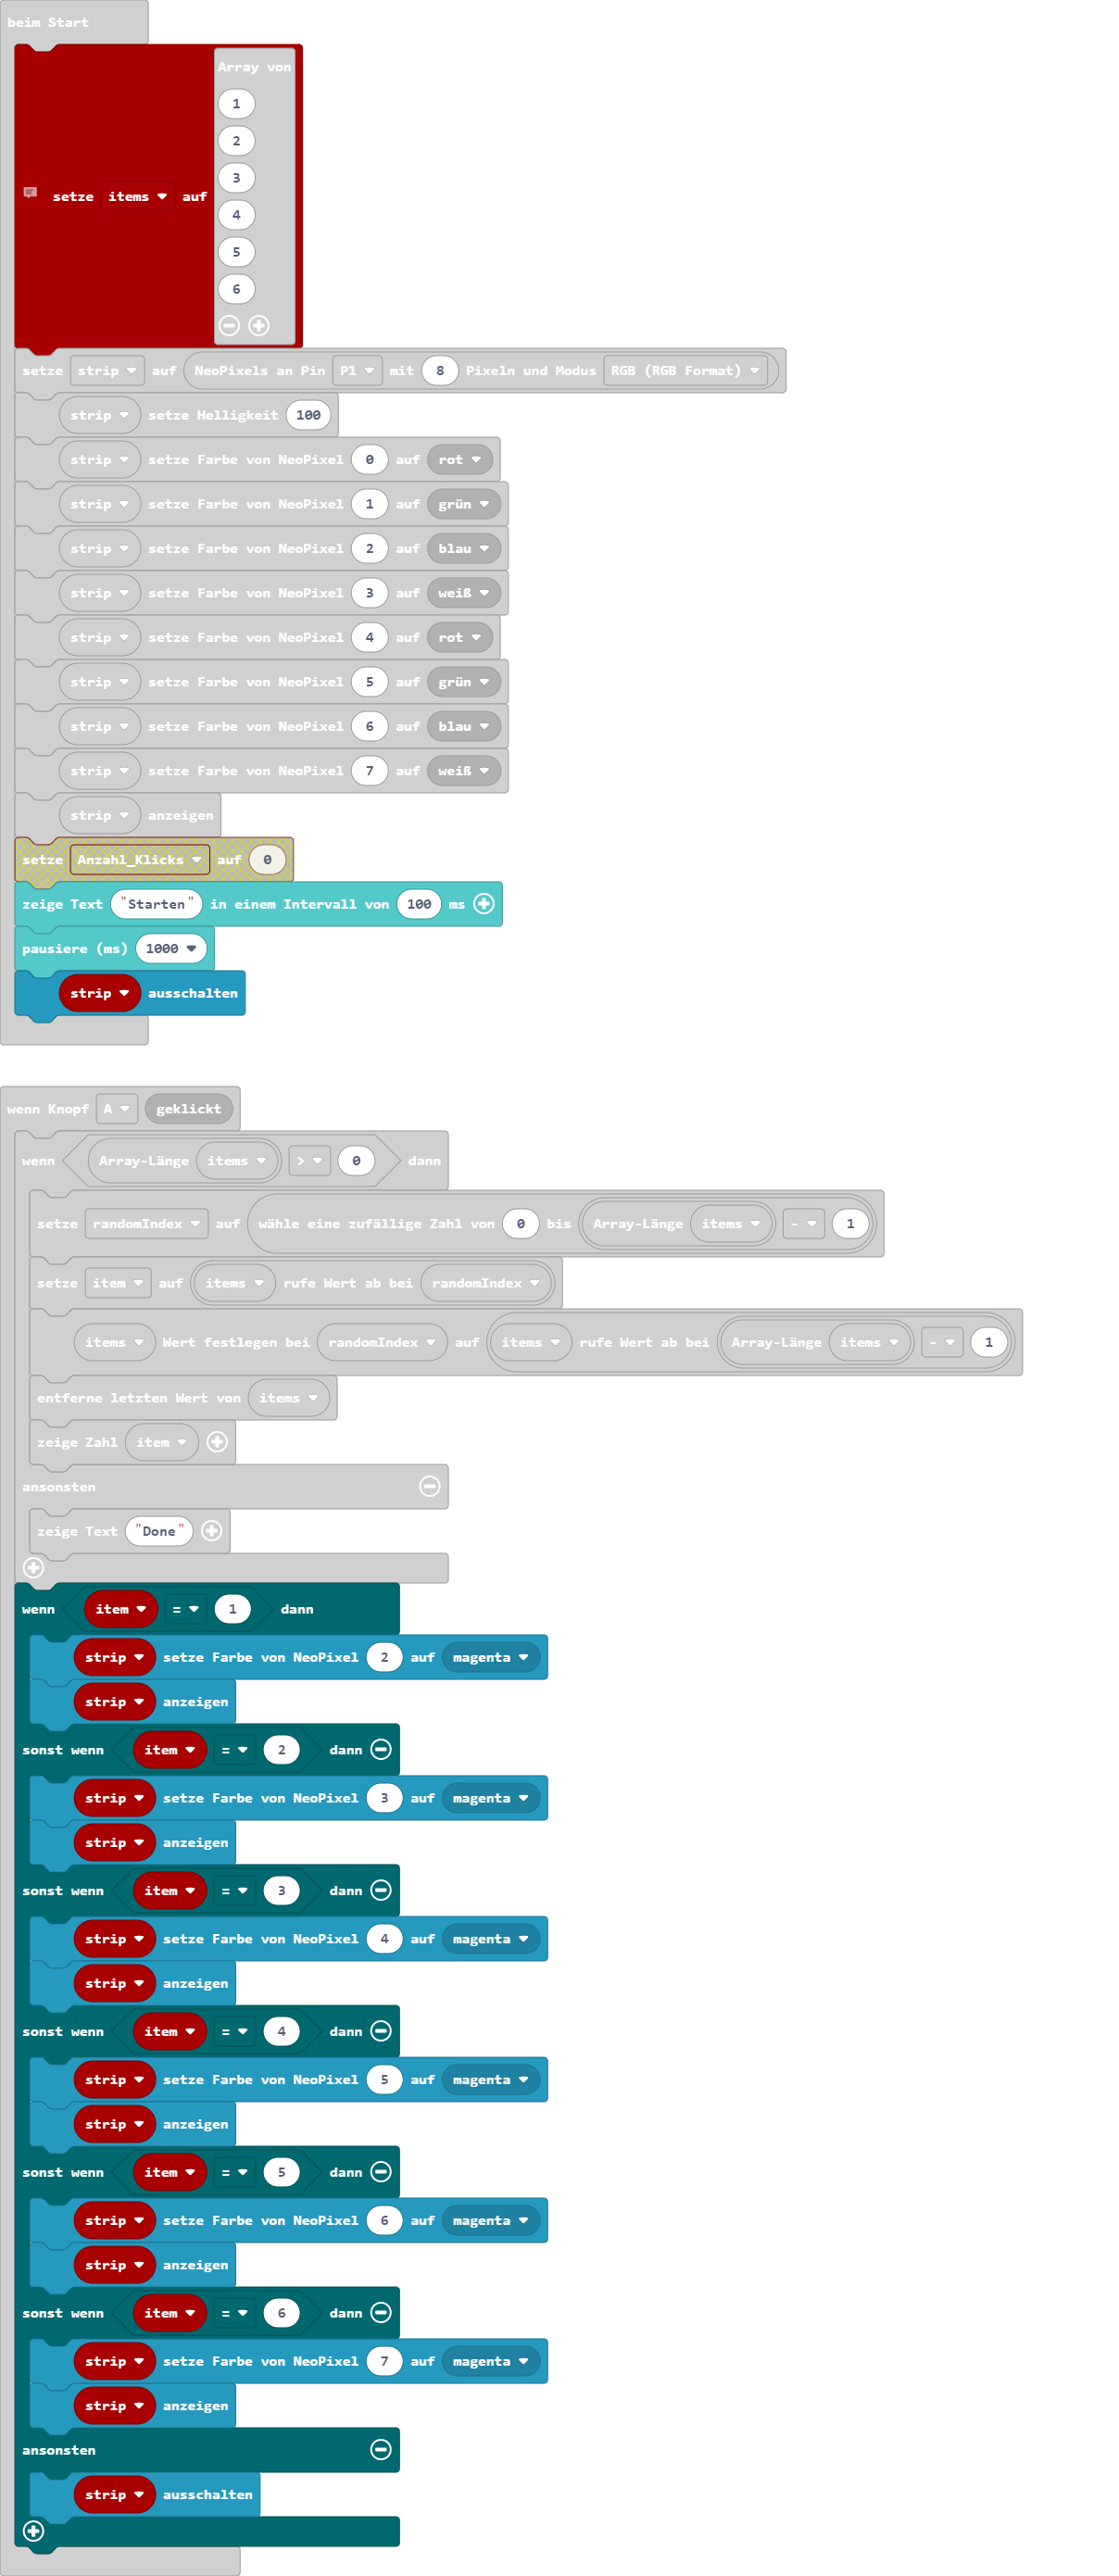 beim Start
Array von
1
2
3
setze items auf
4
5
6
setze strip auf NeoPixels an Pin P1 mit 8 Pixeln und Modus RGB (RGB Format)
strip setze Helligkeit 100
strip setze Farbe von NeoPixel 0 auf rot
strip setze Farbe von NeoPixel 1 auf grün
strip setze Farbe von NeoPixel 2 auf blau
strip setze Farbe von NeoPixel 3 auf weiß
strip setze Farbe von NeoPixel 4 auf rot
strip setze Farbe von NeoPixel 5 auf grün
strip setze Farbe von NeoPixel 6 auf blau
strip setze Farbe von NeoPixel 7 auf weiß
strip anzeigen
setze Anzahl_Klicks auf 0
zeige Text "Starten" in einem Intervall von 100 ms
pausiere (ms) 1000
strip ausschalten
wenn Knopf A geklickt
wenn Array-Länge items > 0 dann
setze randomIndex auf wähle eine zufällige Zahl von 0 bis Array-Länge items - 1
setze item auf items rufe Wert ab bei randomIndex
items Wert festlegen bei randomIndex auf items rufe Wert ab bei Array-Länge items - 1
entferne letzten Wert von items
zeige Zahl item
ansonsten
zeige Text "Done"
wenn item = 1 dann
strip setze Farbe von NeoPixel 2 auf magenta
strip anzeigen
sonst wenn item = 2 dann
strip setze Farbe von NeoPixel 3 auf magenta
strip anzeigen
sonst wenn item = 3 dann
strip setze Farbe von NeoPixel 4 auf magenta
strip anzeigen
sonst wenn item = 4 dann
strip setze Farbe von NeoPixel 5 auf magenta
strip anzeigen
sonst wenn item = 5 dann
strip setze Farbe von NeoPixel 6 auf magenta
strip anzeigen
sonst wenn item = 6 dann
strip setze Farbe von NeoPixel 7 auf magenta
strip anzeigen
ansonsten
strip ausschalten